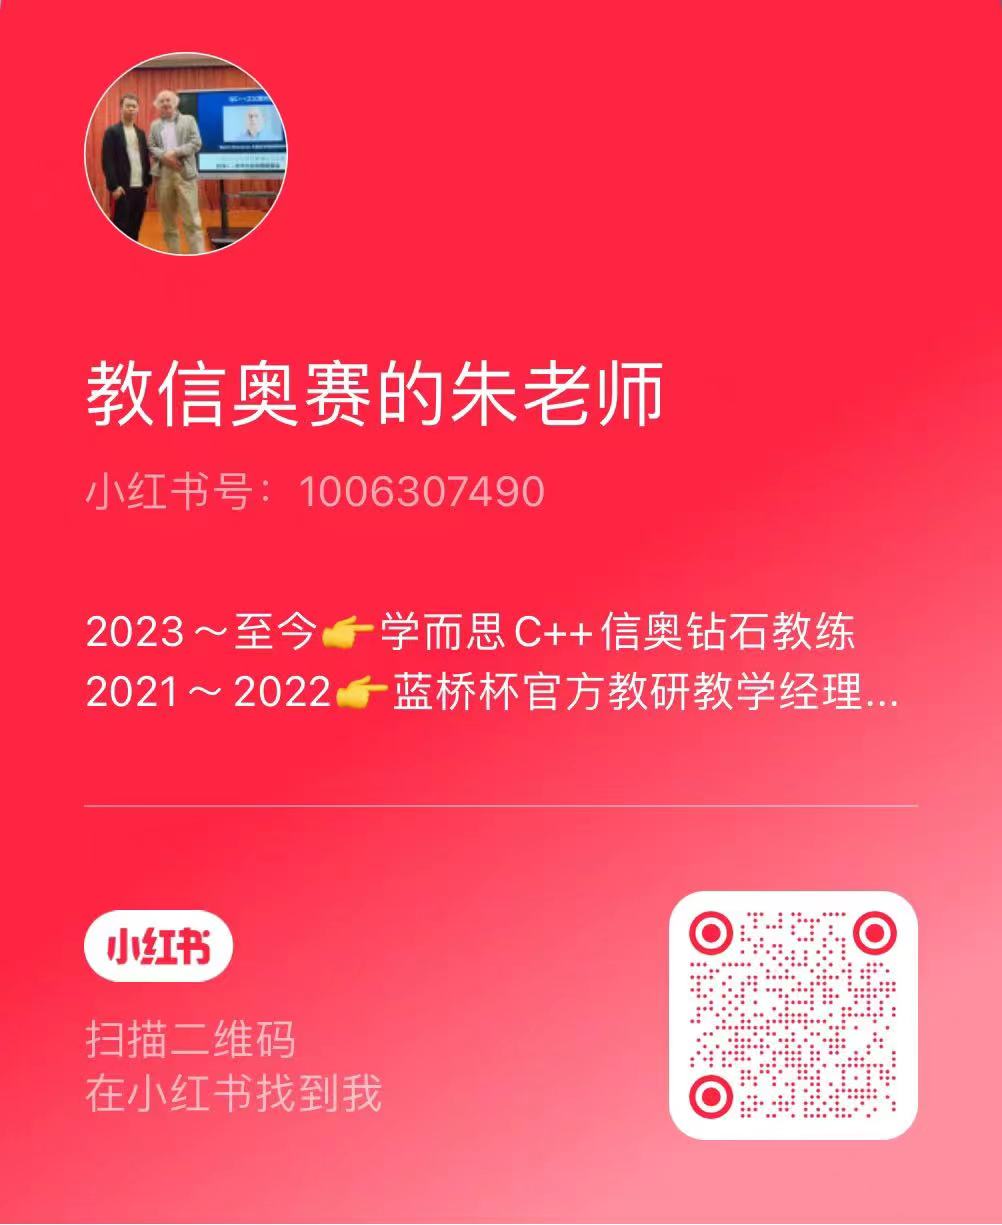 教信奥赛的朱老师
小红书号：1006307490
2023～至今👉学而思C++信奥钻石教练
2021～2022👉蓝桥杯官方教研教学经理...
小红书
扫描二维码
在小红书找到我